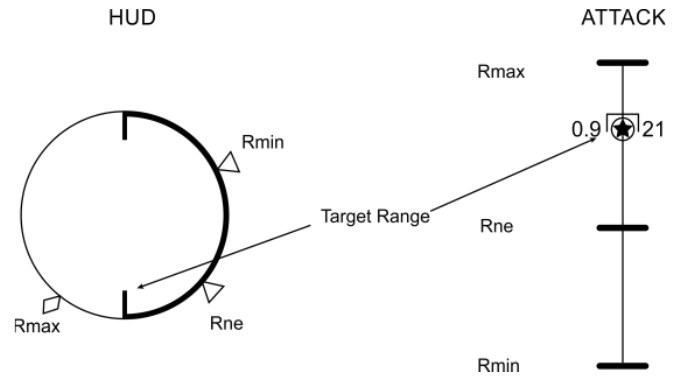 HUD
ATTACK
Rmax
Rmin
0.9 21
Target Range
Rne
Rmax
Rne
Rmin